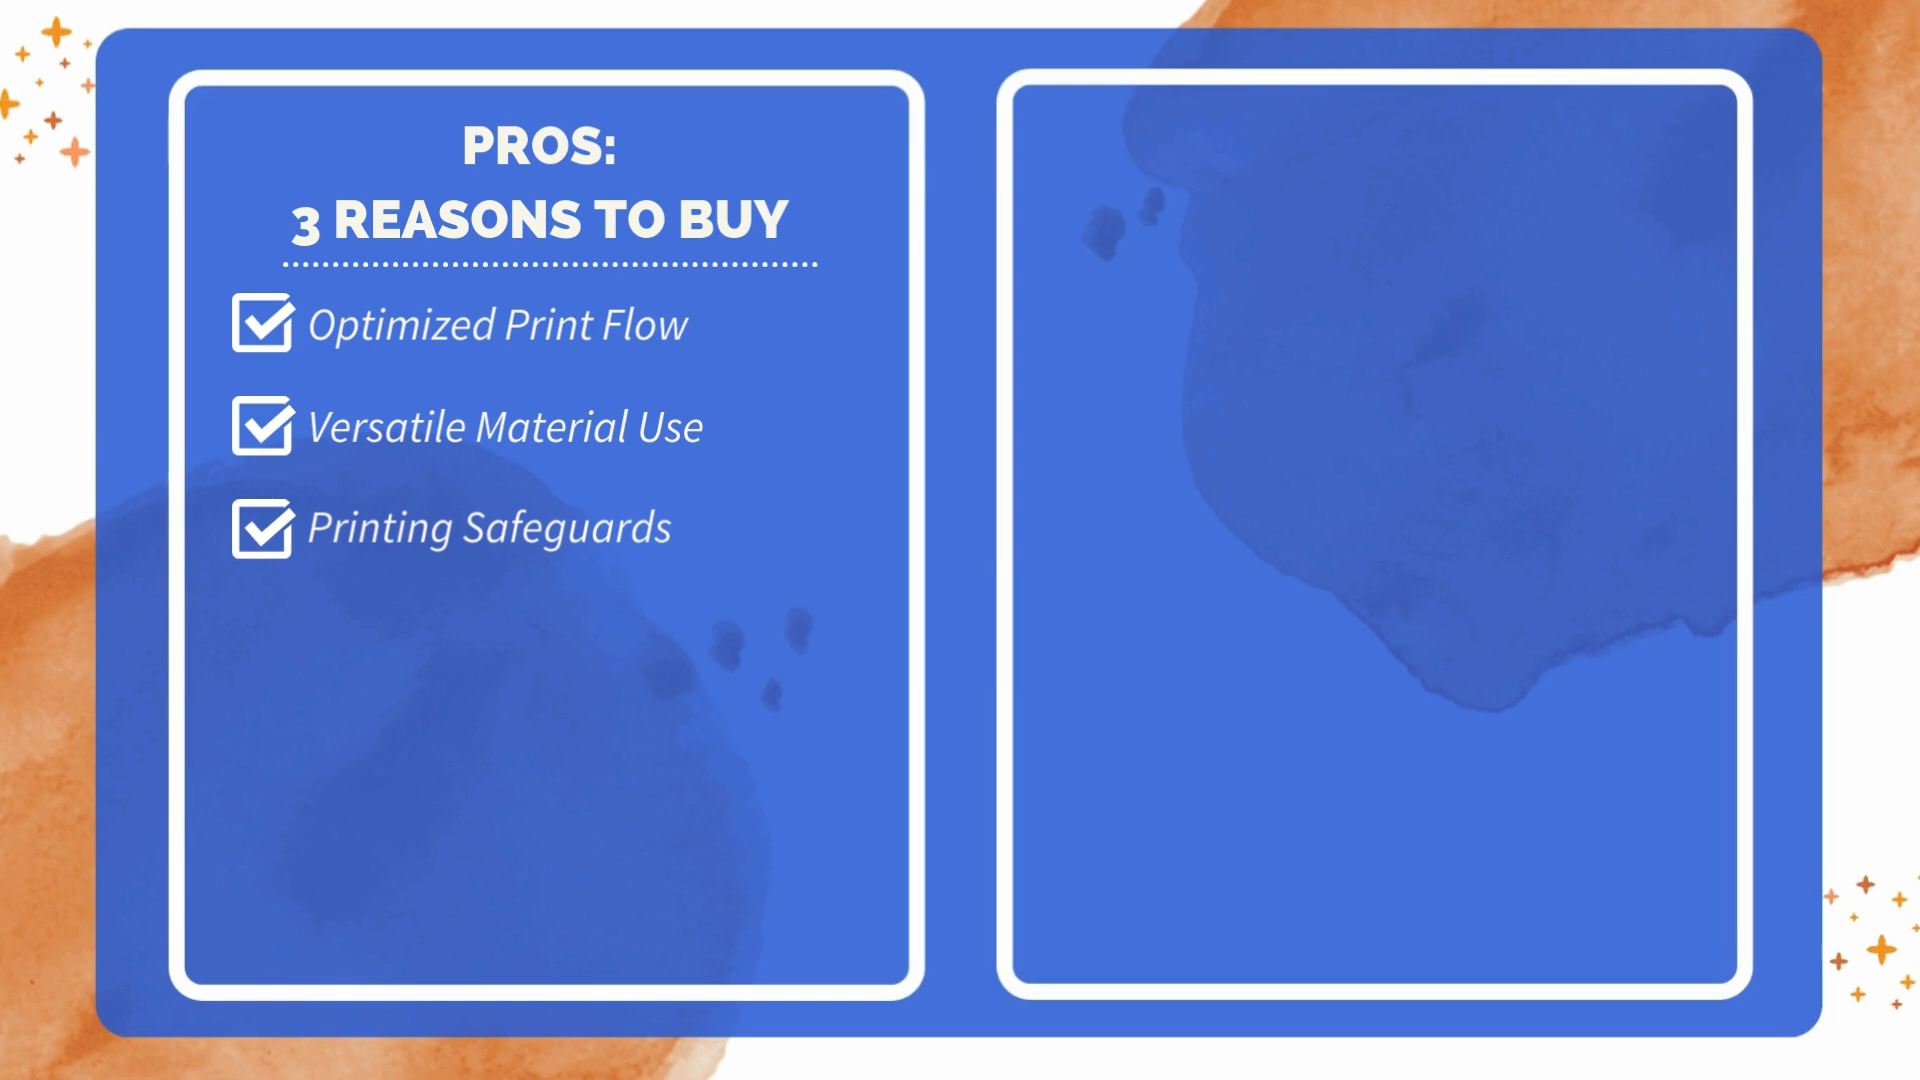 PROS:
3 REASONS TO BUY
Optimized Print Flow
Versatile Material Use
Printing Safeguards